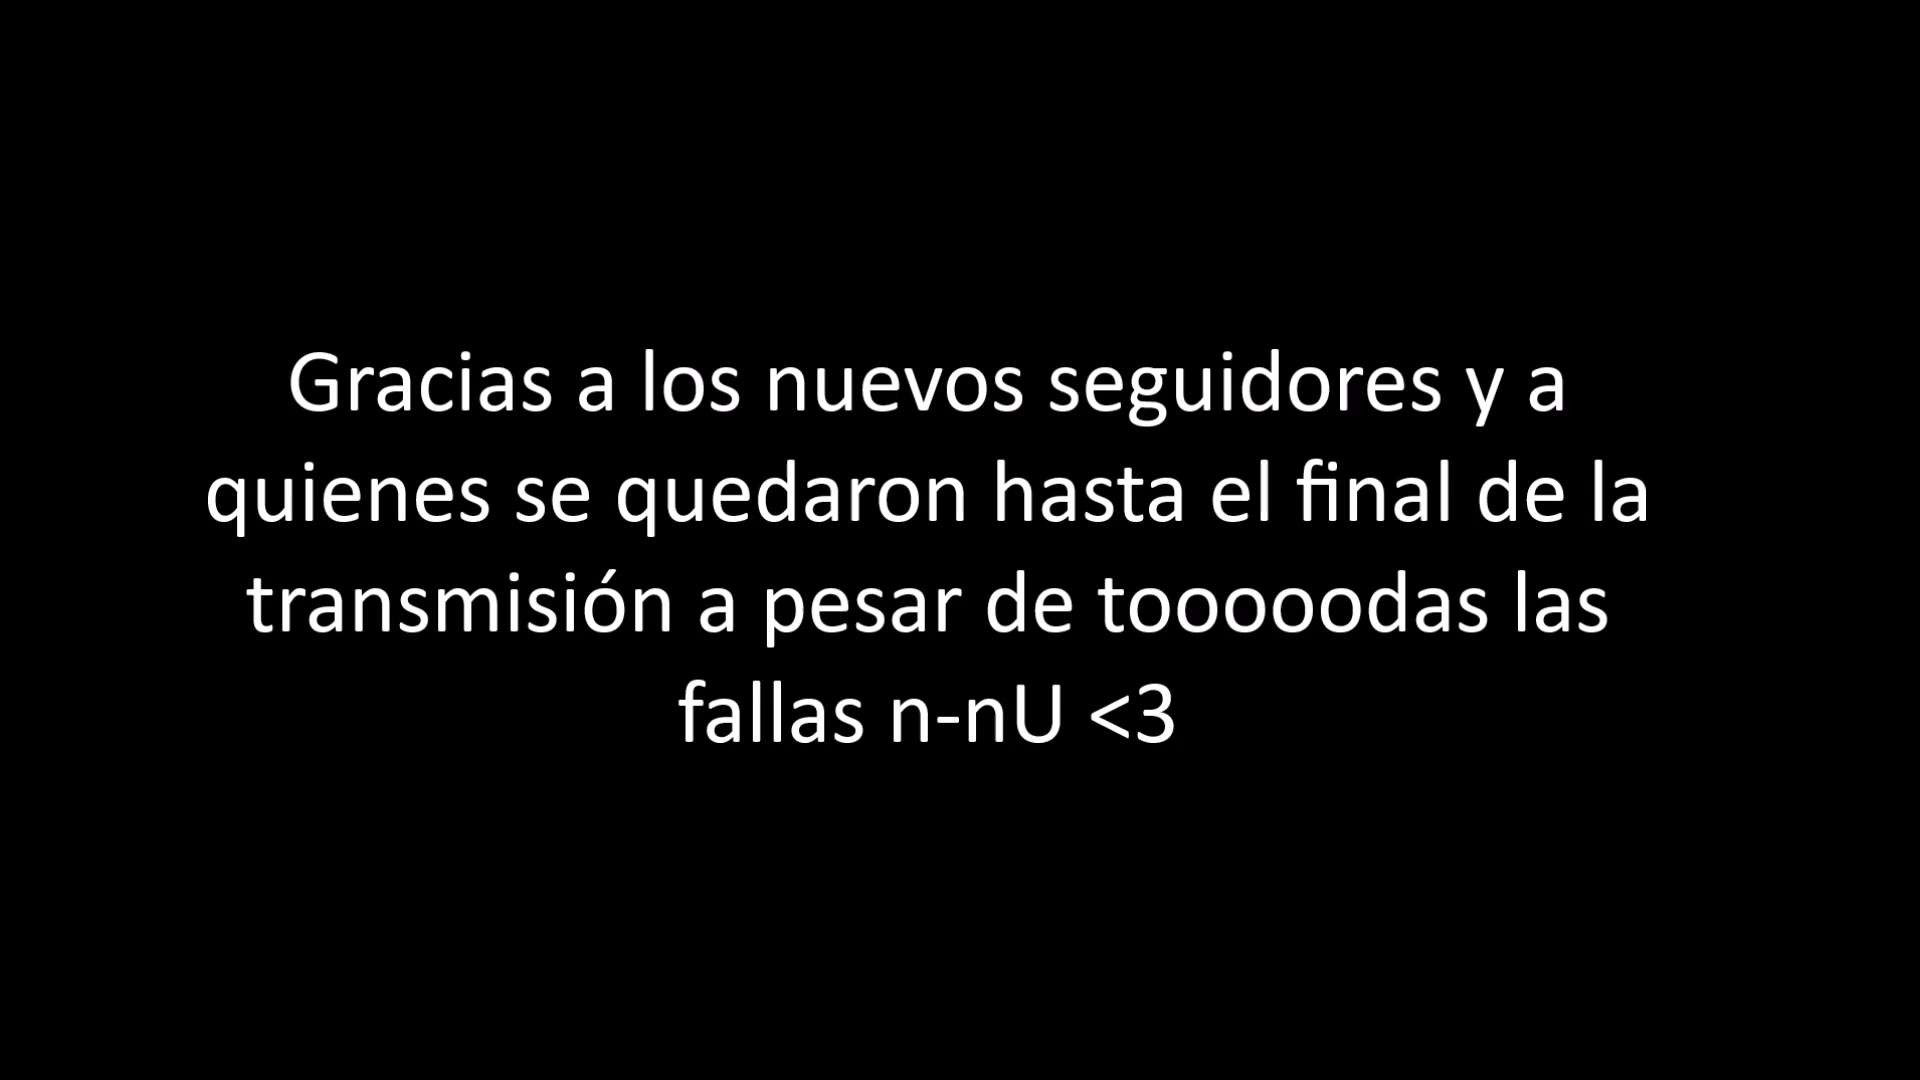 Gracias a los nuevos seguidores y a
quienes se quedaron hasta el final de la
transmisión a pesar de tooooodas las
fallas n-nU <3